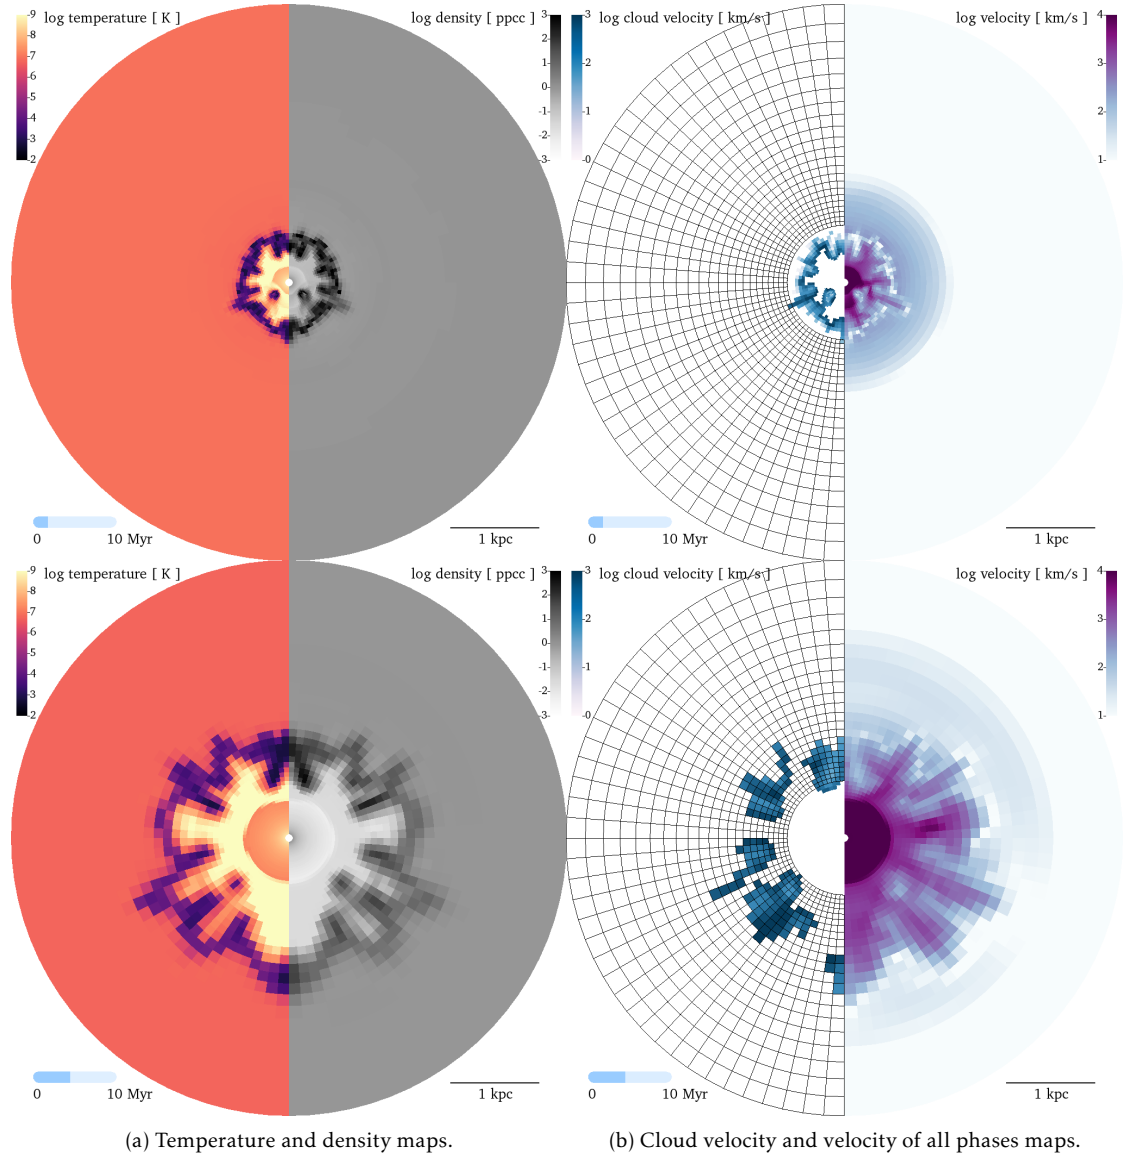 log temperature [ K ]
-9
-8
-7
-6
-5
-4
-3
-2
log density [ ppcc ]
3
2
1
0
-1
-2
-3
0 10 Myr
1 kpc
log cloud velocity [ km/s ]
-3
-2
-1
-0
log velocity [ km/s ]
4
3
2
1
0 10 Myr
1 kpc
log temperature [ K ]
-9
-8
-7
-6
-5
-4
-3
-2
log density [ ppcc ]
3
2
1
0
-1
-2
-3
0 10 Myr
1 kpc
log cloud velocity [ km/s ]
-3
-2
-1
-0
log velocity [ km/s ]
4
3
2
1
0 10 Myr
1 kpc
(a) Temperature and density maps.
(b) Cloud velocity and velocity of all phases maps.